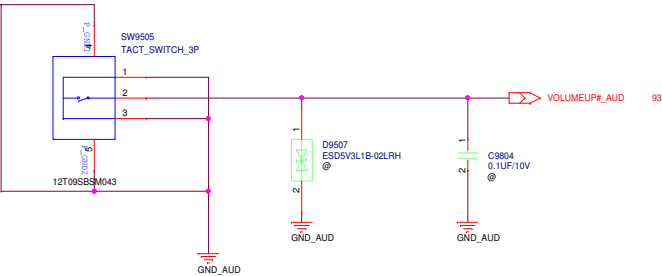 P_GND1
4
SW9505
TACT_SWITCH_3P
1
2
3
VOLUMEUP#_AUD 93
5
P_GND2
12T09SBSM043
1
D9507
ESD5V3L1B-02LRH
@
2
1
C9804
0.1UF/10V
@
2
GND_AUD
GND_AUD
GND_AUD